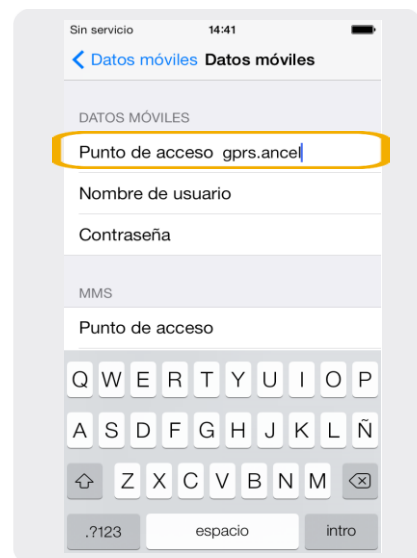 Sin servicio 14:41
Datos móviles Datos móviles
DATOS MÓVILES
Punto de acceso gprs.ancel
Nombre de usuario
Contraseña
MMS
Punto de acceso
Q W E R T Y U I O P
A S D F G H J K L Ñ
Z X C V B N M
.?123 espacio intro